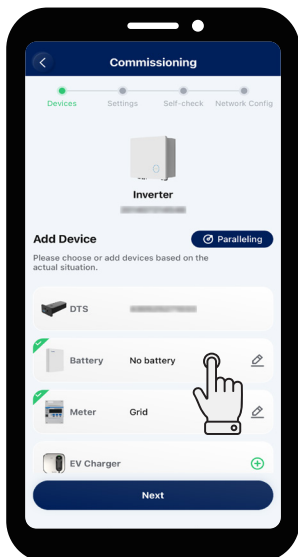 Commissioning
Devices Settings Self-check Network Config
Inverter
Add Device Paralleling
Please choose or add devices based on the
actual situation.
DTS
Battery No battery
Meter Grid
EV Charger
Next